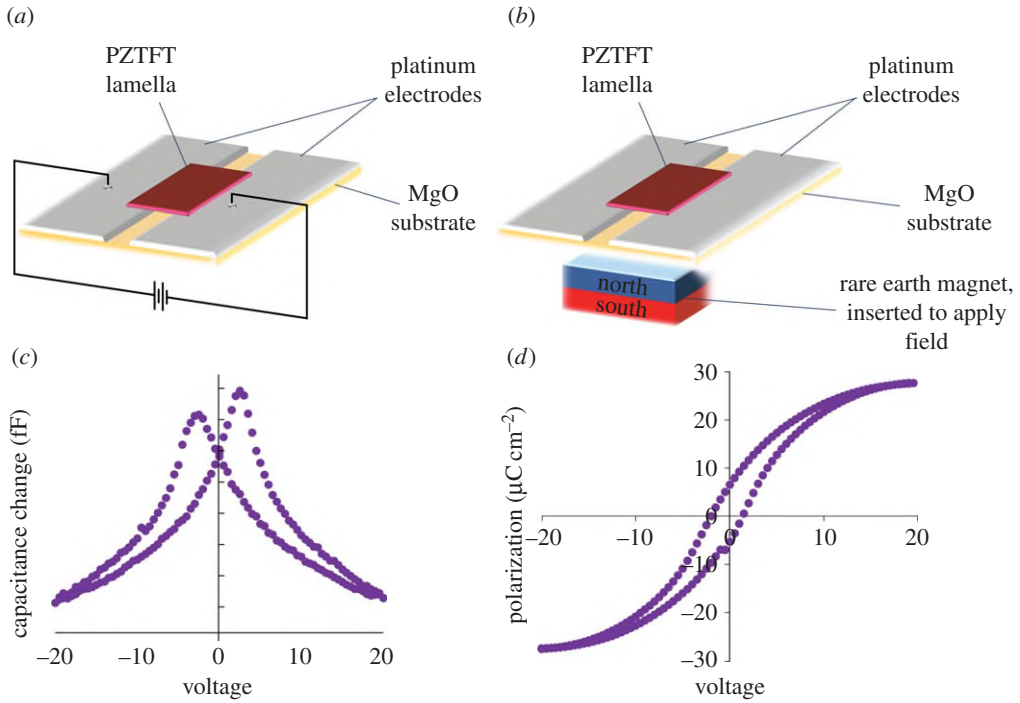 (a)
PZTFT
lamella
platinum
electrodes
MgO
substrate
(b)
PZTFT
lamella
platinum
electrodes
MgO
substrate
north
south
rare earth magnet,
inserted to apply
field
(c)
capacitance change (fF)
−20
−10
0
10
20
voltage
(d)
polarization (µC cm−2)
30
20
10
0
−10
−20
−30
−20
−10
0
10
20
voltage